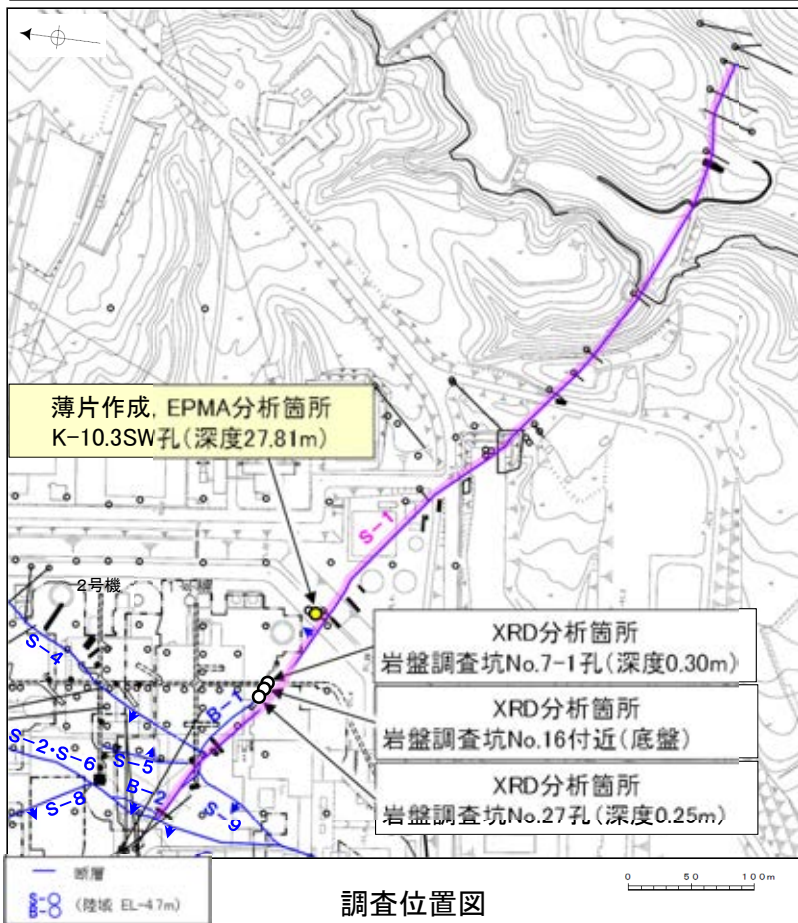 薄片作成, EPMA分析箇所
K-10.3SW孔(深度27.81m)
S-1
2号機
S-4
XRD分析箇所
岩盤調査坑No.7-1孔(深度0.30m)
B-1
XRD分析箇所
岩盤調査坑No.16付近(底盤)
S-2・S-6
S-5
B-2
S-8
S-9
XRD分析箇所
岩盤調査坑No.27孔(深度0.25m)
断層
S-○
B-○
(陸域 EL-4.7m)
調査位置図
0 50 100m